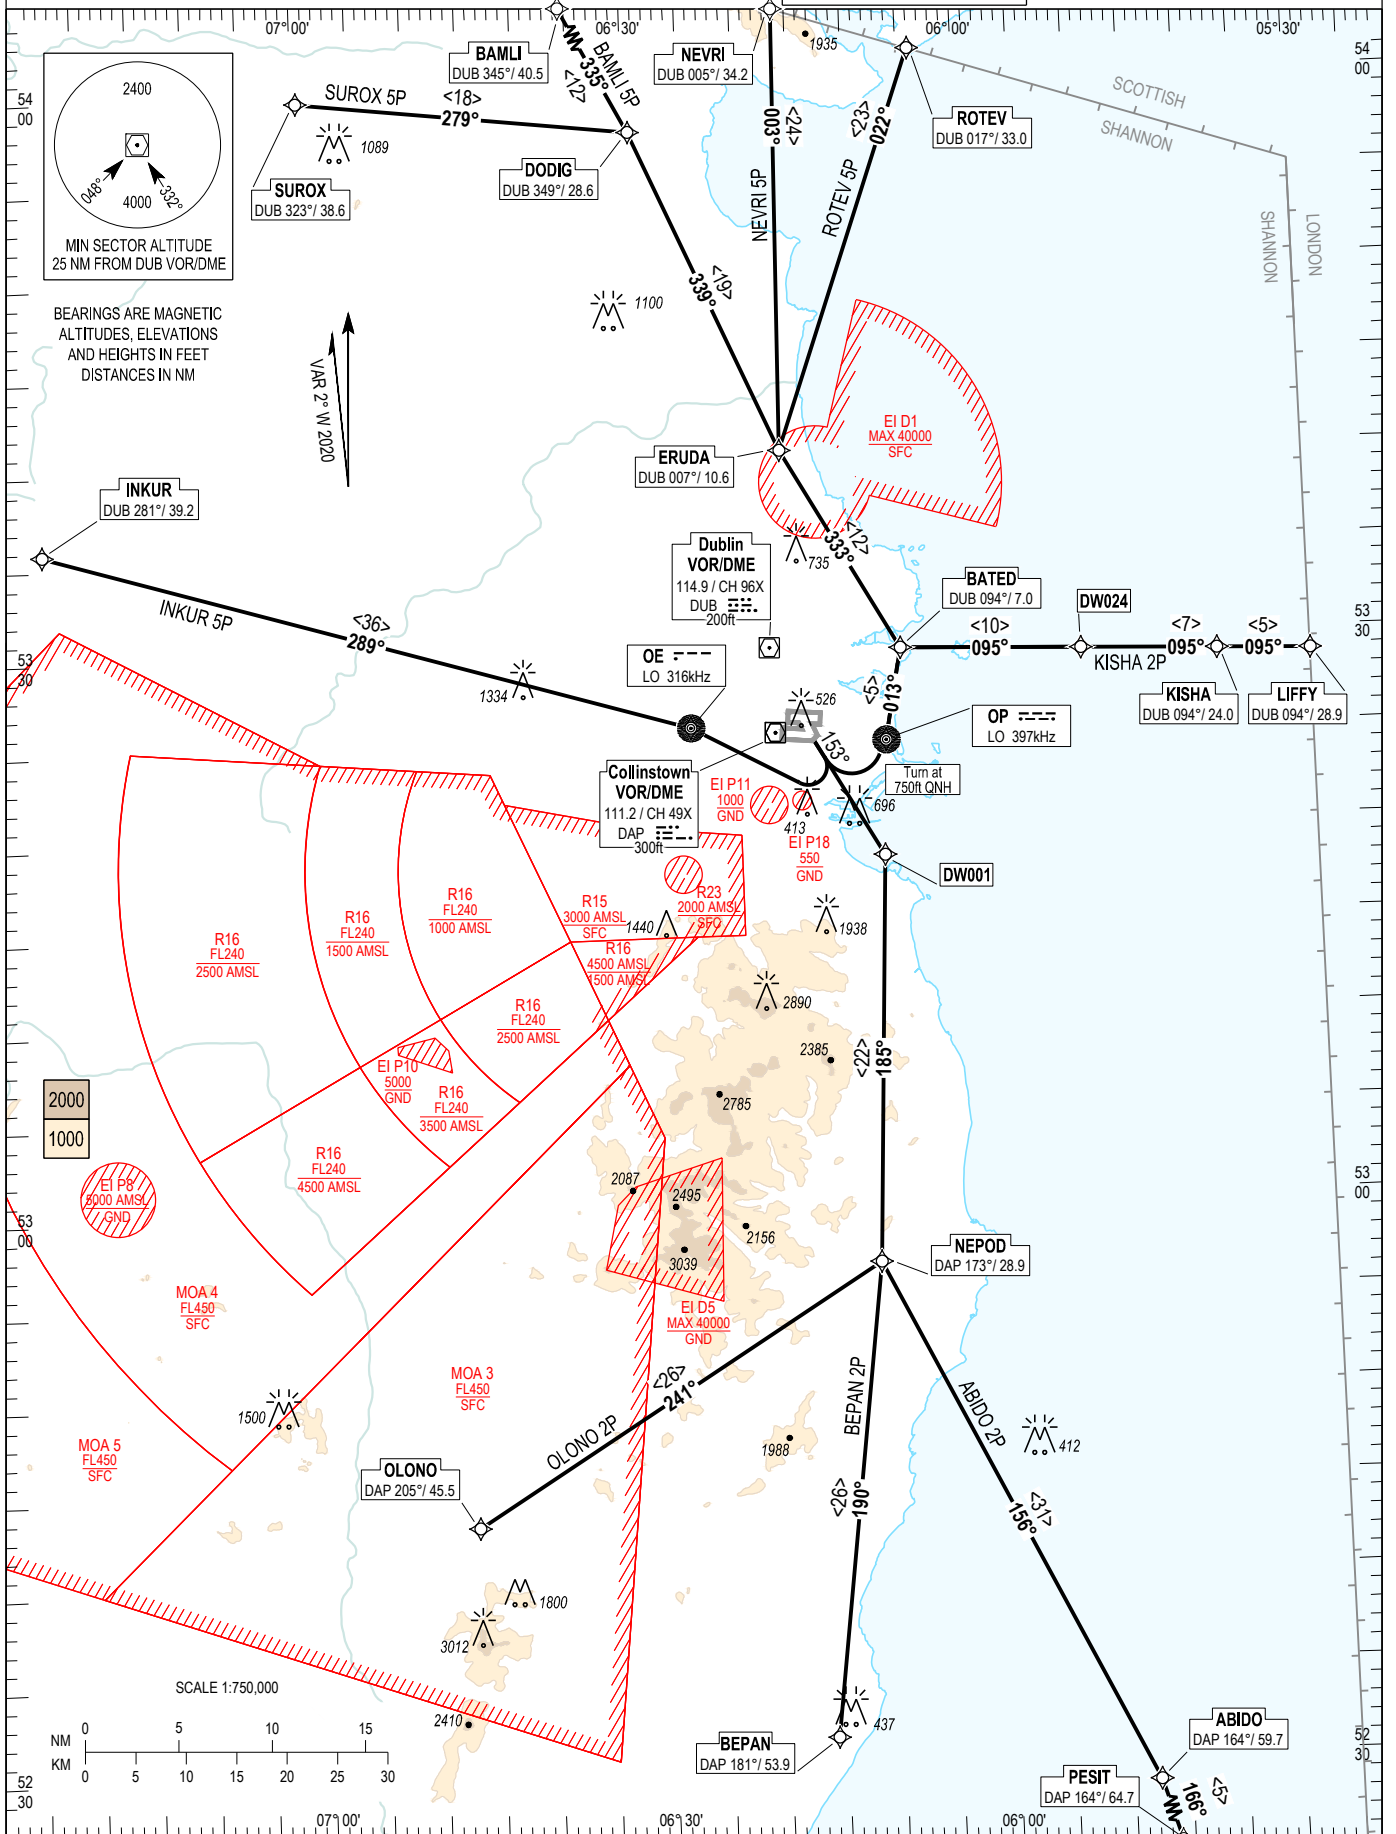 07°00'
06°30'
06°00'
05°30'
54
00
54
00
2400
048°
332°
4000
MIN SECTOR ALTITUDE
25 NM FROM DUB VOR/DME
BEARINGS ARE MAGNETIC
ALTITUDES, ELEVATIONS
AND HEIGHTS IN FEET
DISTANCES IN NM
VAR 2° W 2020
BAMLI
DUB 345°/ 40.5
BAMLI 5P
335°
<12>
NEVRI
DUB 005°/ 34.2
1935
ROTEV
DUB 017°/ 33.0
SCOTTISH
SHANNON
SHANNON
LONDON
SUROX 5P
<18>
279°
1089
SUROX
DUB 323°/ 38.6
DODIG
DUB 349°/ 28.6
<24>
003°
NEVRI 5P
<23>
022°
ROTEV 5P
<19>
339°
1100
EI D1
MAX 40000
SFC
ERUDA
DUB 007°/ 10.6
INKUR
DUB 281°/ 39.2
INKUR 5P
<36>
289°
Dublin
VOR/DME
114.9 / CH 96X
DUB
200ft
735
<12>
333°
BATED
DUB 094°/ 7.0
DW024
<10>
095°
<7>
095°
<5>
095°
KISHA 2P
KISHA
DUB 094°/ 24.0
LIFFY
DUB 094°/ 28.9
53
30
53
30
OE
LO 316kHz
1334
526
<5>
013°
153°
OP
LO 397kHz
Turn at
750ft QNH
Collinstown
VOR/DME
111.2 / CH 49X
DAP
300ft
EI P11
1000
GND
413
696
EI P18
550
GND
DW001
R16
FL240
1000 AMSL
R16
FL240
1500 AMSL
R16
FL240
2500 AMSL
R15
3000 AMSL
SFC
1440
R23
2000 AMSL
SFC
R16
4500 AMSL
1500 AMSL
1938
2890
R16
FL240
2500 AMSL
2385
<22>
185°
2785
EI P10
5000
GND
R16
FL240
3500 AMSL
R16
FL240
4500 AMSL
2000
1000
EI P8
5000 AMSL
GND
2087
2495
2156
3039
53
00
53
00
NEPOD
DAP 173°/ 28.9
EI D5
MAX 40000
GND
MOA 4
FL450
SFC
MOA 3
FL450
SFC
MOA 5
FL450
SFC
1500
<26>
241°
OLONO 2P
OLONO
DAP 205°/ 45.5
BEPAN 2P
<26>
190°
ABIDO 2P
<31>
156°
1988
412
1800
3012
2410
437
SCALE 1:750,000
NM
0 5 10 15
KM
0 5 10 15 20 25 30
BEPAN
DAP 181°/ 53.9
ABIDO
DAP 164°/ 59.7
PESIT
DAP 164°/ 64.7
<5>
166°
52
30
52
30
07°00'
06°30'
06°00'